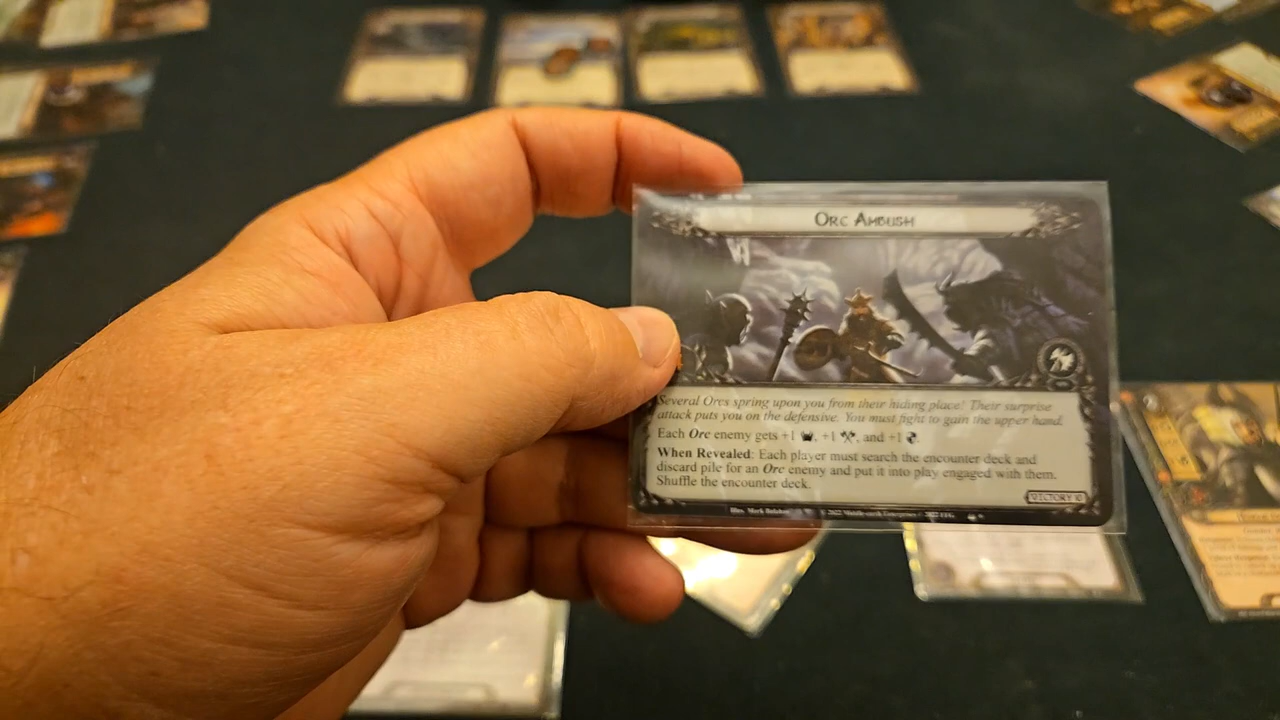 Orc Ambush
Several Orcs spring upon you from their hiding place! Their surprise
attack puts you on the defensive. You must fight to gain the upper hand.
Each Orc enemy gets +1 , +1 , and +1 .
When Revealed: Each player must search the encounter deck and
discard pile for an Orc enemy and put it into play engaged with them.
Shuffle the encounter deck.
VICTORY 10